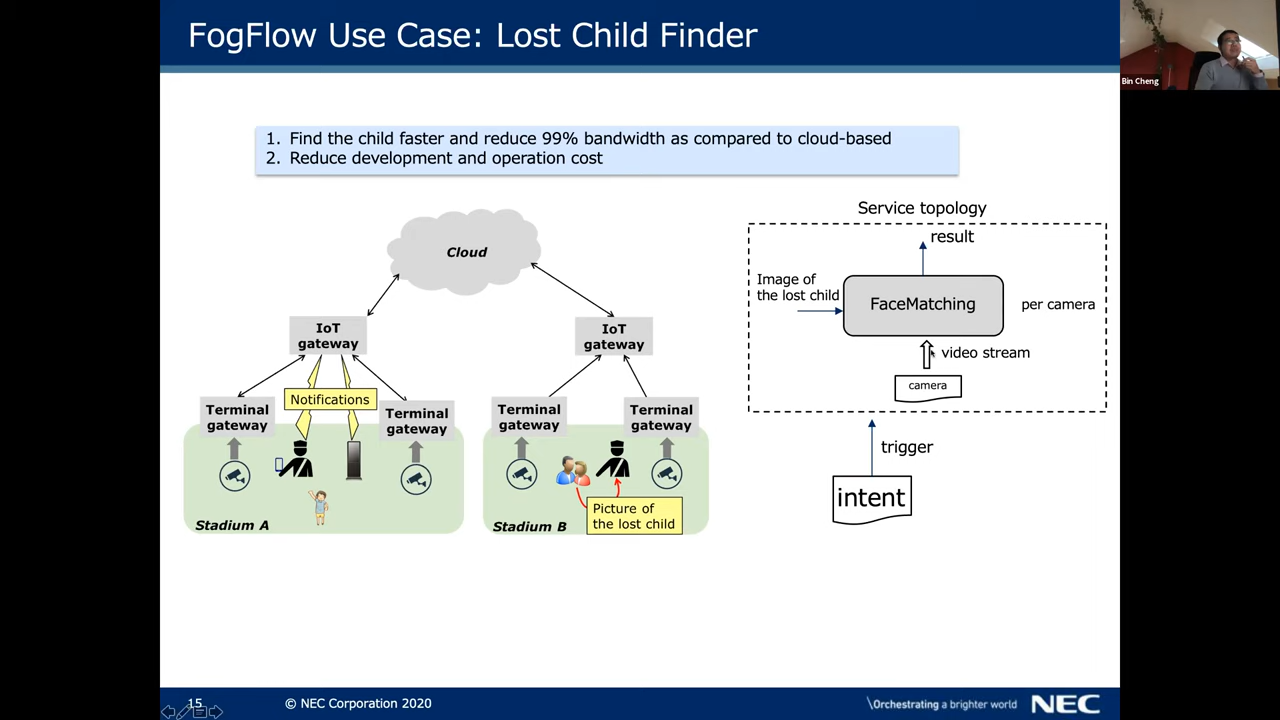 FogFlow Use Case: Lost Child Finder
Bin Cheng
1. Find the child faster and reduce 99% bandwidth as compared to cloud-based
2. Reduce development and operation cost
Cloud
IoT
gateway
IoT
gateway
Notifications
Terminal
gateway
Terminal
gateway
Terminal
gateway
Terminal
gateway
Stadium A
Stadium B
Picture of
the lost child
Service topology
result
Image of
the lost child
FaceMatching
per camera
video stream
camera
trigger
intent
15
© NEC Corporation 2020
\Orchestrating a brighter world
NEC